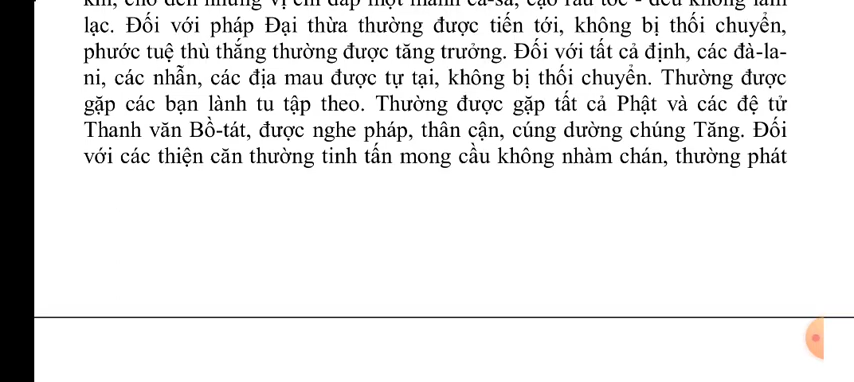 lạc. Đối với pháp Đại thừa thường được tiến tới, không bị thối chuyển,
phước tuệ thù thắng thường được tăng trưởng. Đối với tất cả định, các đà-la-
ni, các nhẫn, các địa mau được tự tại, không bị thối chuyển. Thường được
gặp các bạn lành tu tập theo. Thường được gặp tất cả Phật và các đệ tử
Thanh văn Bồ-tát, được nghe pháp, thân cận, cúng dường chúng Tăng. Đối
với các thiện căn thường tinh tấn mong cầu không nhàm chán, thường phát